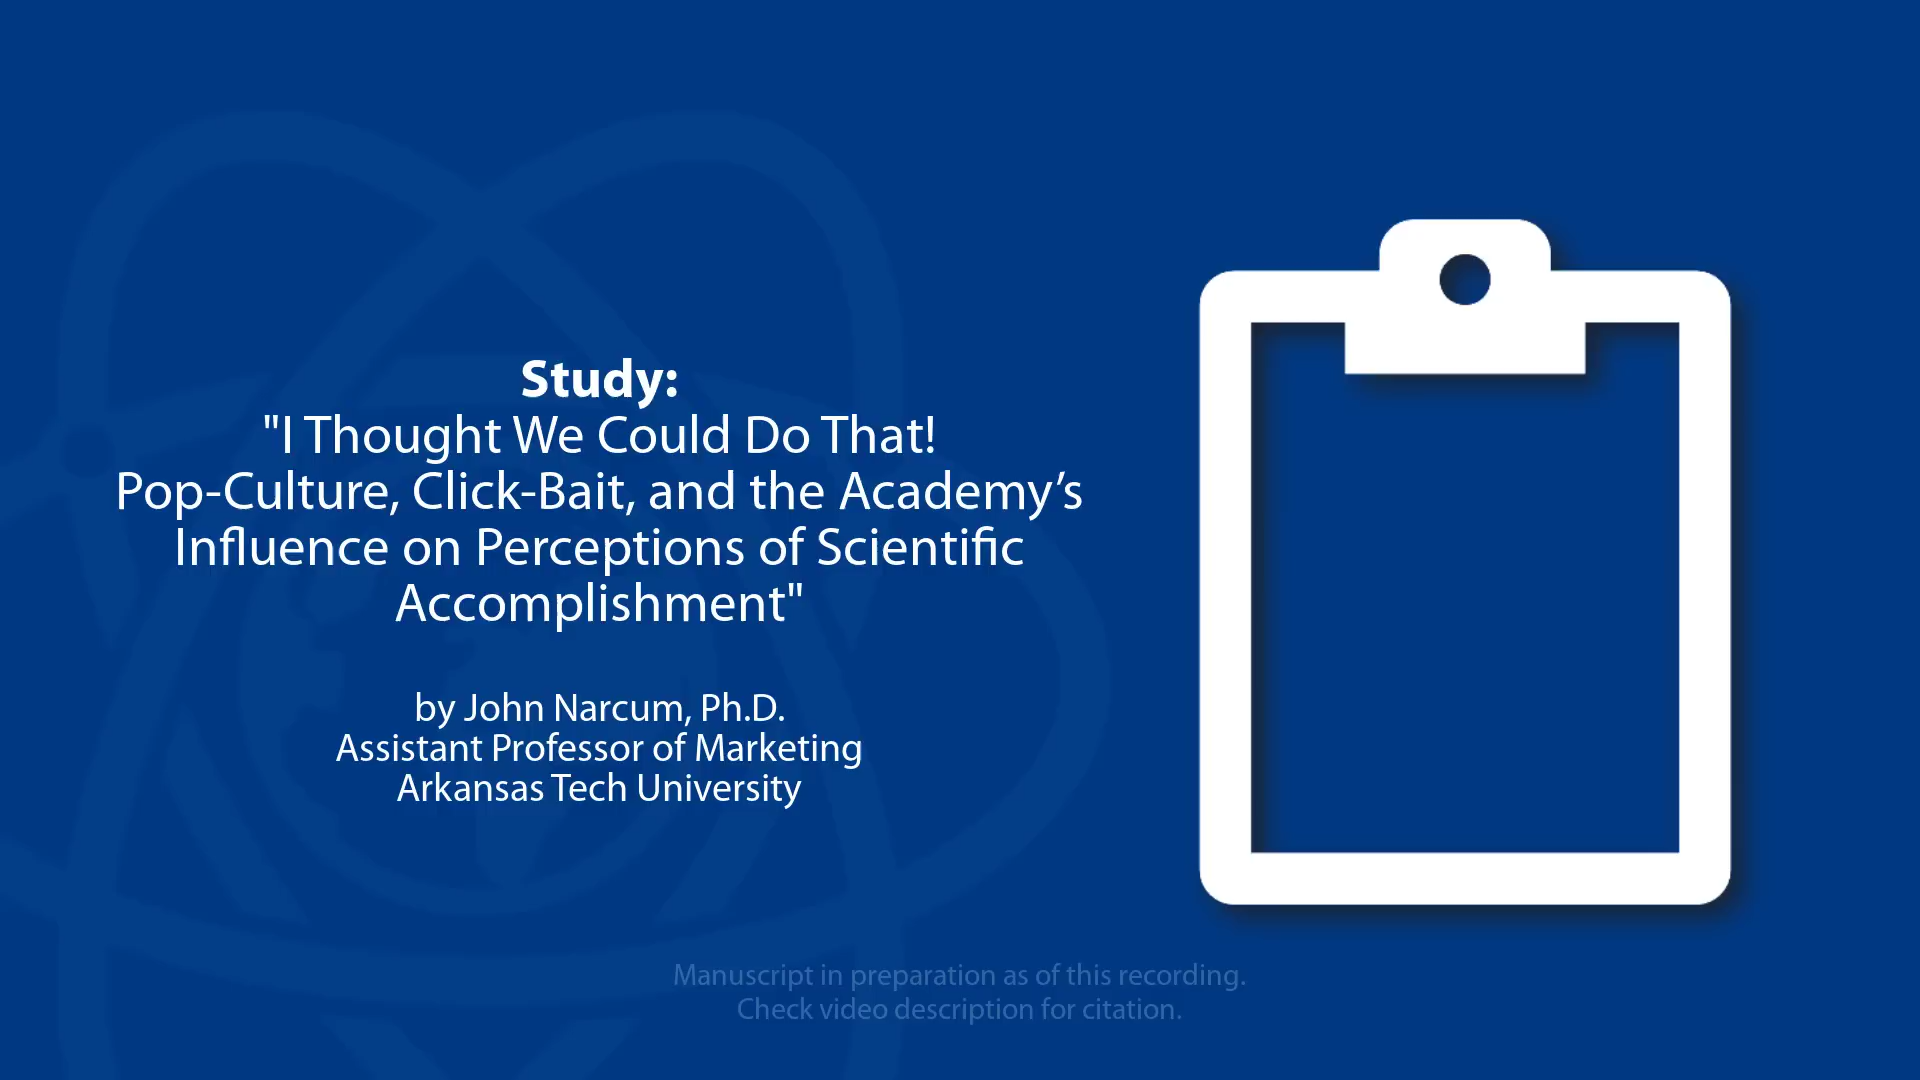 Study:
"I Thought We Could Do That!
Pop-Culture, Click-Bait, and the Academy’s
Influence on Perceptions of Scientific
Accomplishment"
by John Narcum, Ph.D.
Assistant Professor of Marketing
Arkansas Tech University
Manuscript in preparation as of this recording.
Check video description for citation.